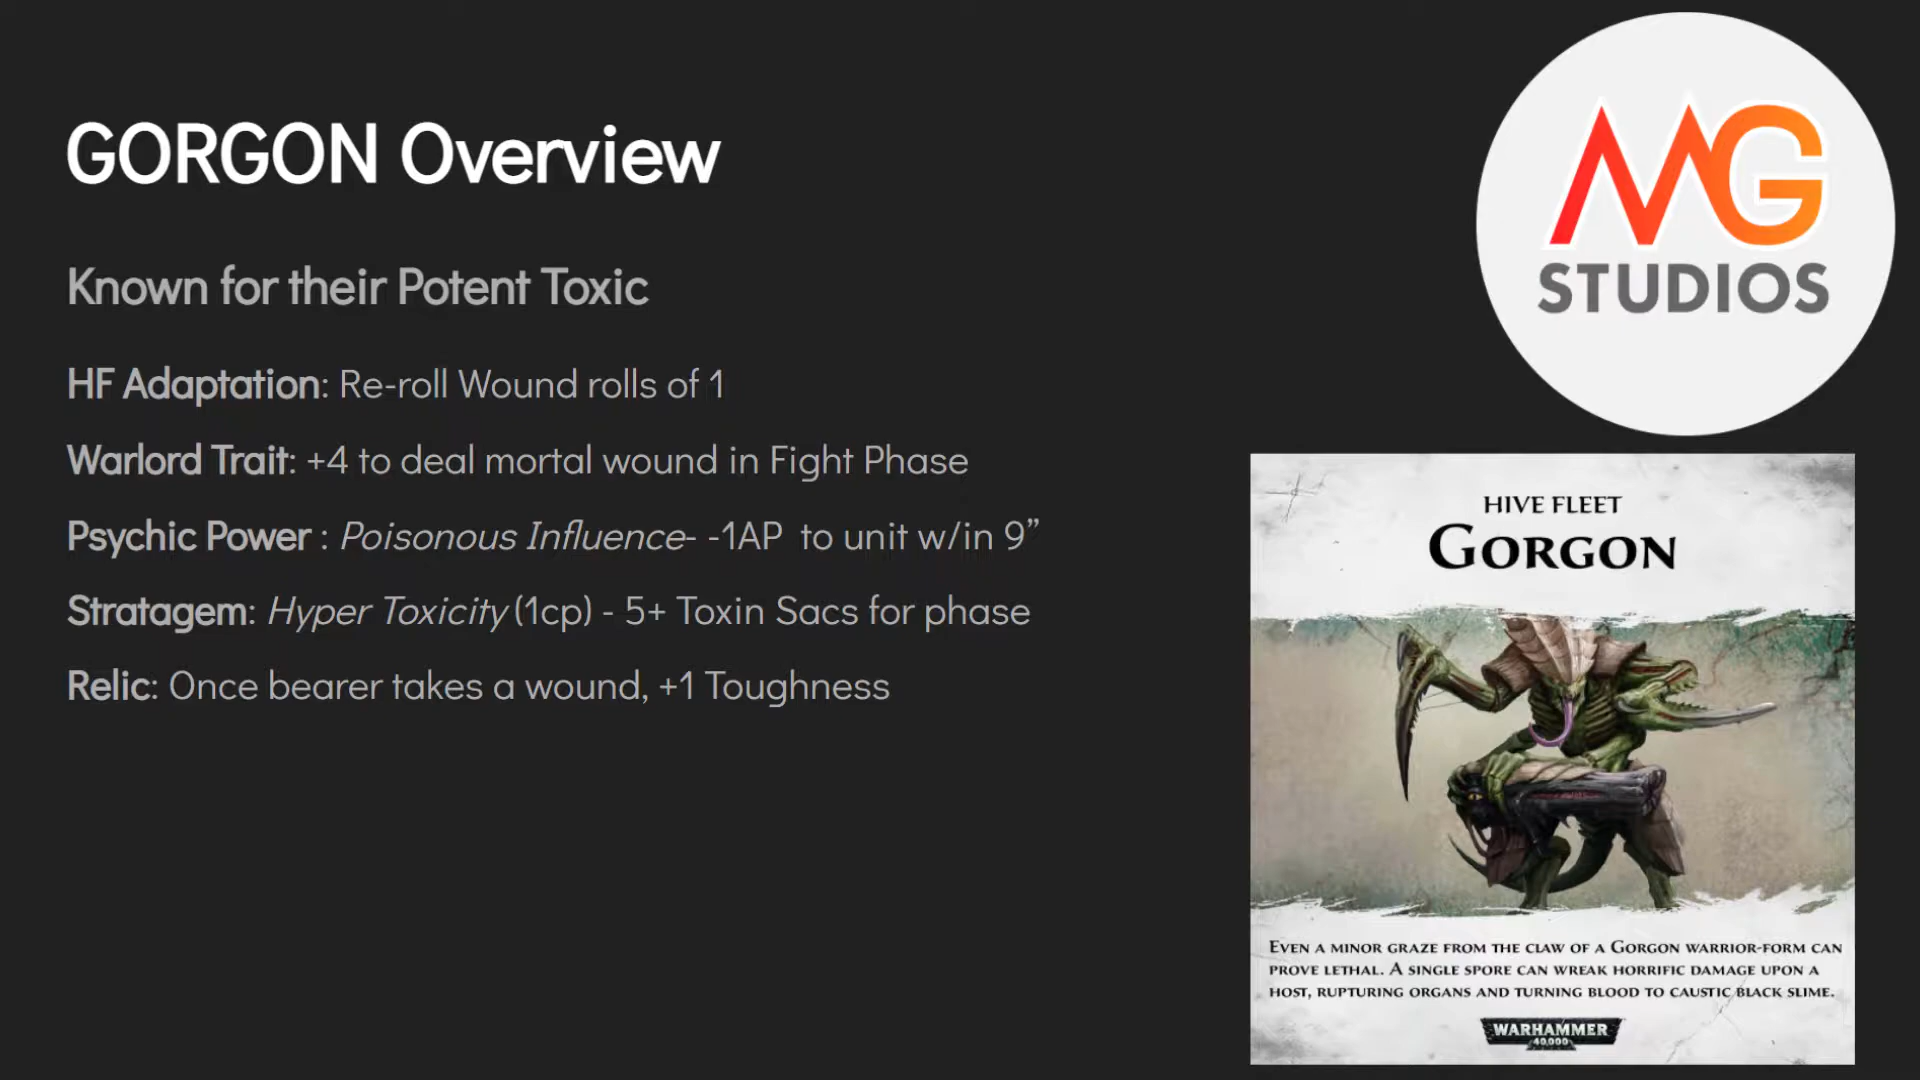 GORGON Overview
Known for their Potent Toxic
HF Adaptation: Re-roll Wound rolls of 1
Warlord Trait: +4 to deal mortal wound in Fight Phase
Psychic Power : Poisonous Influence- -1AP to unit w/in 9”
Stratagem: Hyper Toxicity (1cp) - 5+ Toxin Sacs for phase
Relic: Once bearer takes a wound, +1 Toughness
MG
STUDIOS
HIVE FLEET
GORGON
EVEN A MINOR GRAZE FROM THE CLAW OF A GORGON WARRIOR-FORM CAN
PROVE LETHAL. A SINGLE SPORE CAN WREAK HORRIFIC DAMAGE UPON A
HOST, RUPTURING ORGANS AND TURNING BLOOD TO CAUSTIC BLACK SLIME.
WARHAMMER
40,000